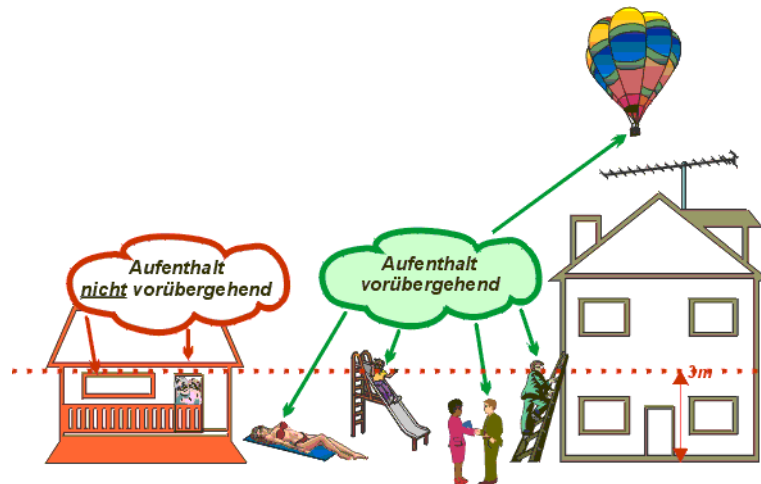 Aufenthalt
nicht vorübergehend
Aufenthalt
vorübergehend
3m